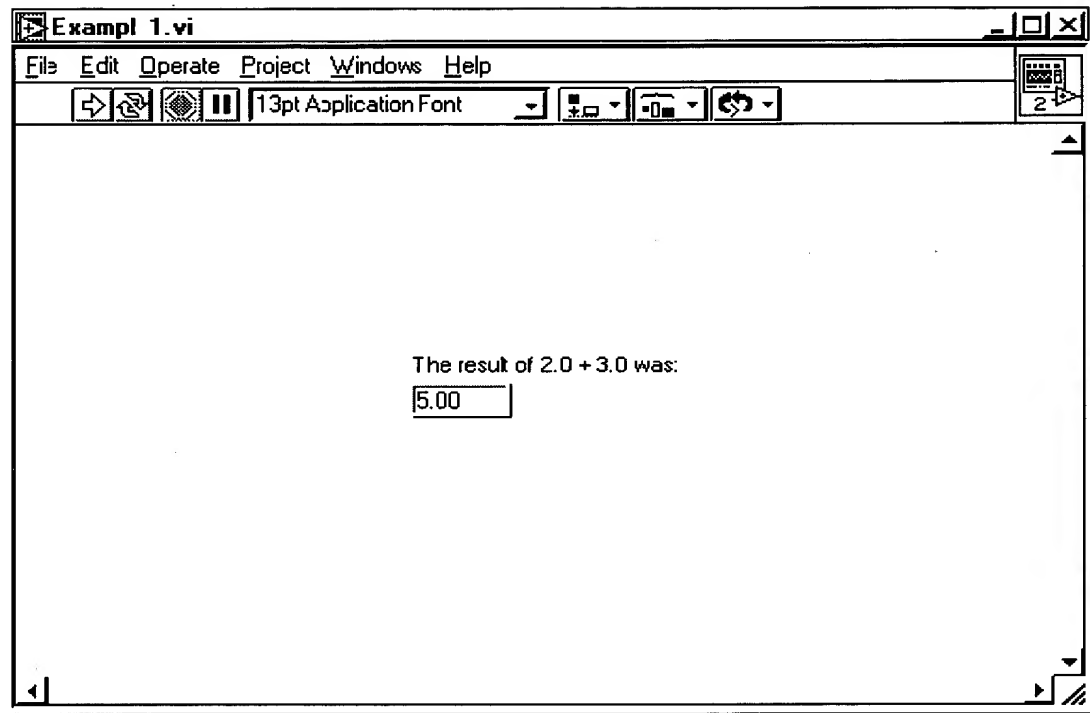 Exampl 1.vi
File Edit Operate Project Windows Help
13pt Application Font
2
The result of 2.0 + 3.0 was:
5.00